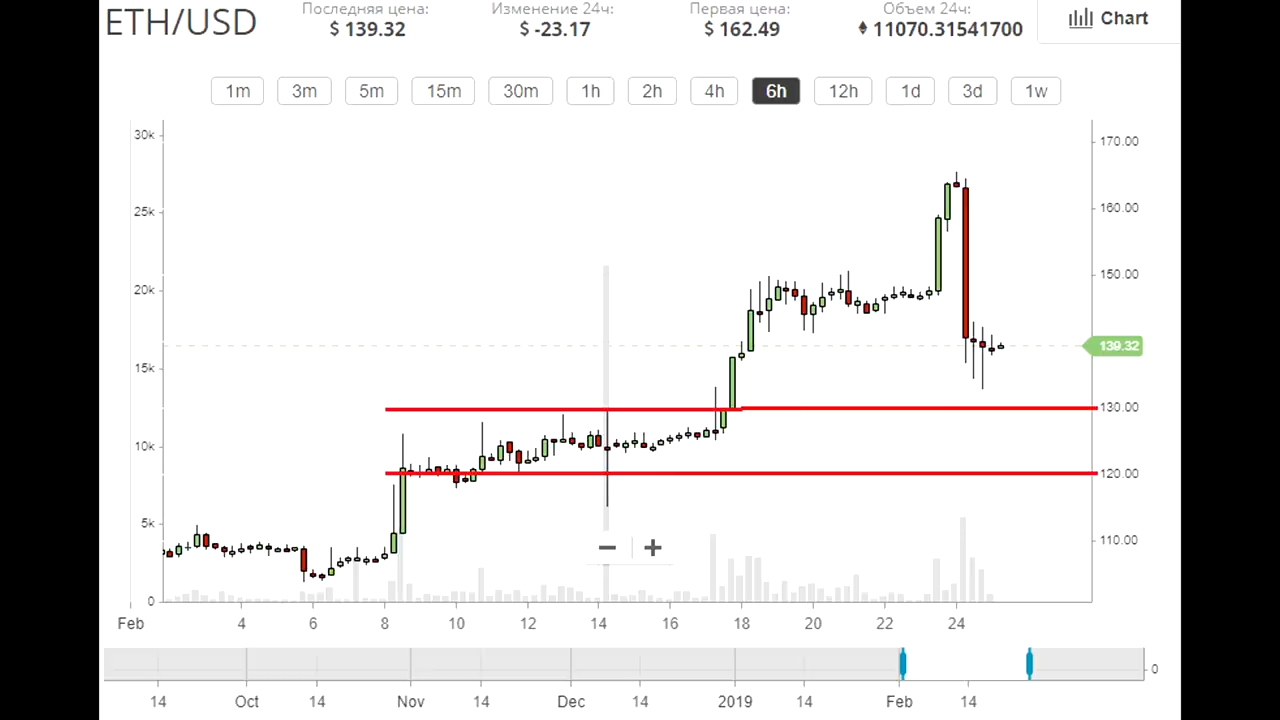 ETH/USD
Последняя цена:
$ 139.32
Изменение 24ч:
$ -23.17
Первая цена:
$ 162.49
Объем 24ч:
11070.31541700
Chart
1m 3m 5m 15m 30m 1h 2h 4h 6h 12h 1d 3d 1w
30k
25k
20k
15k
10k
5k
0
170.00
160.00
150.00
139.32
130.00
120.00
110.00
Feb 4 6 8 10 12 14 16 18 20 22 24
0
14 Oct 14 Nov 14 Dec 14 2019 14 Feb 14